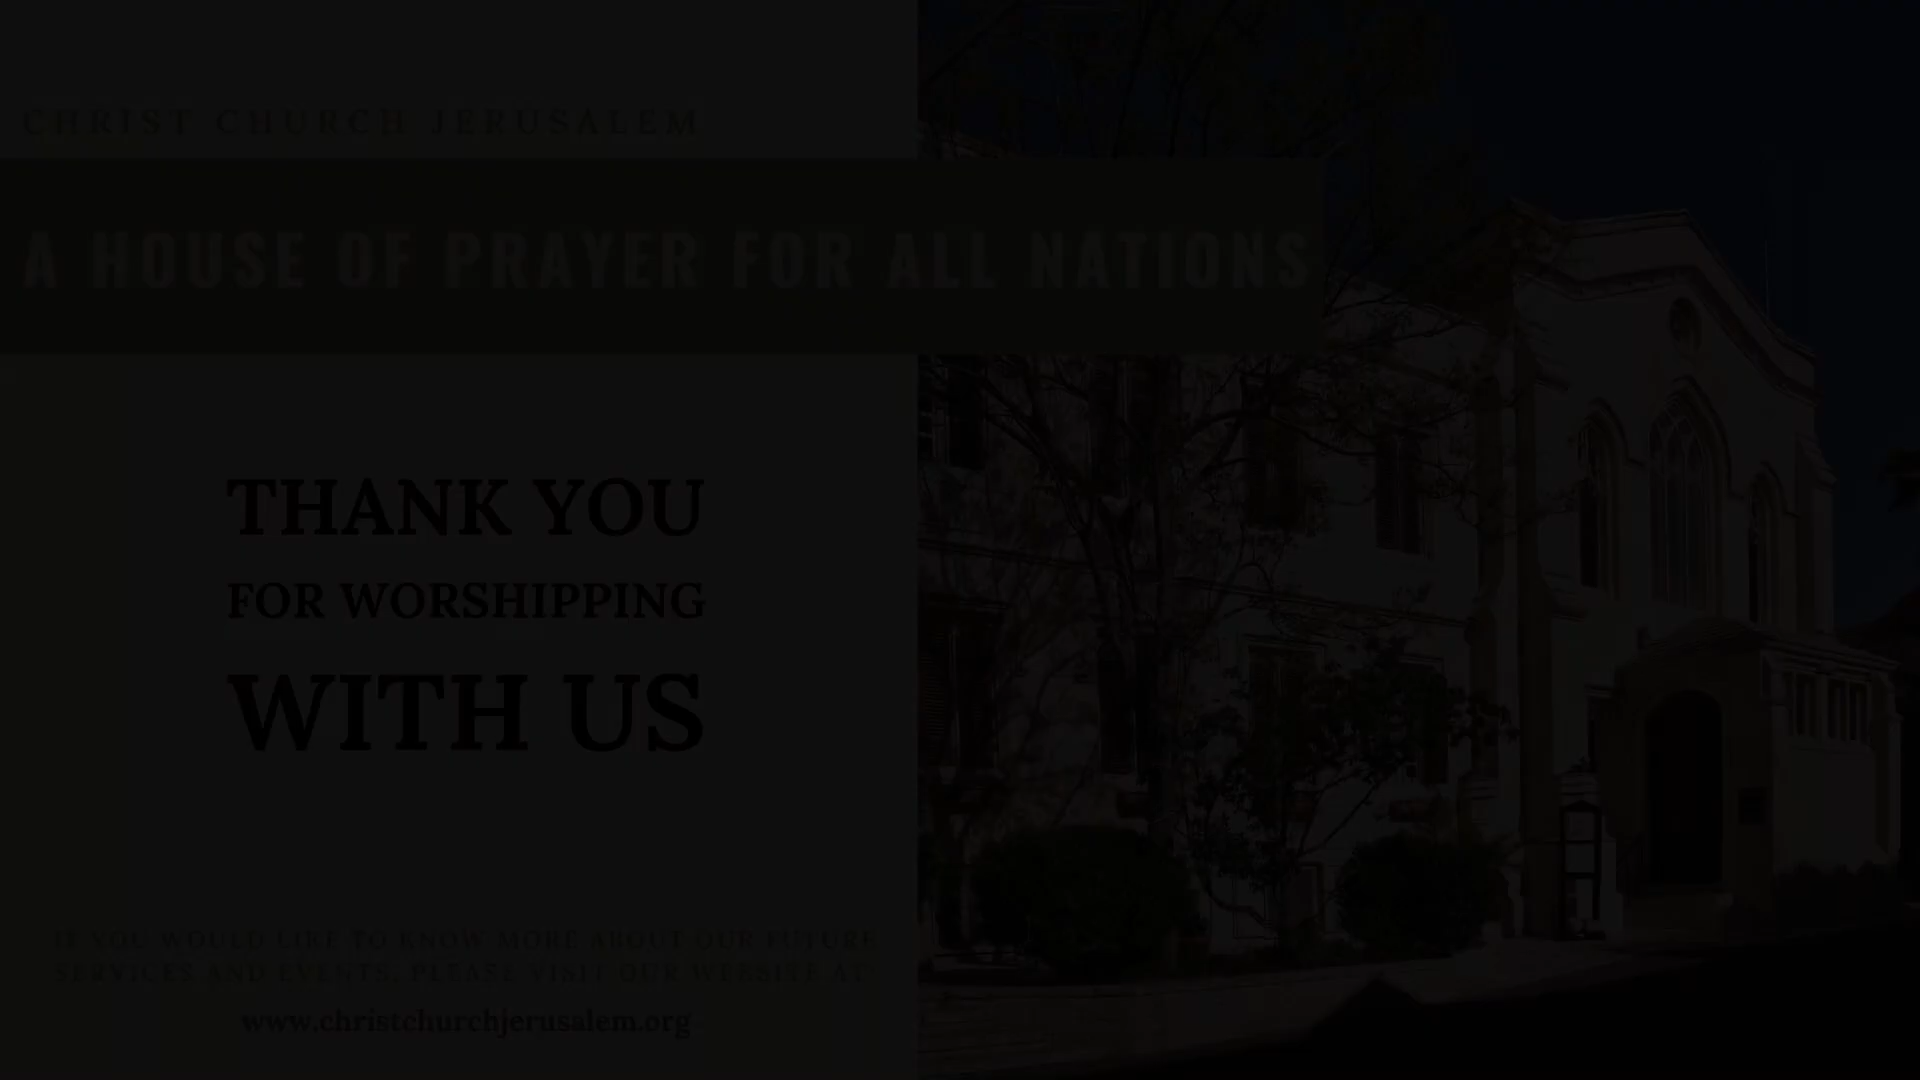 CHRIST CHURCH JERUSALEM
A HOUSE OF PRAYER FOR ALL NATIONS
THANK YOU
FOR WORSHIPPING
WITH US
IF YOU WOULD LIKE TO KNOW MORE ABOUT OUR FUTURE
SERVICES AND EVENTS, PLEASE VISIT OUR WEBSITE AT:
www.christchurchjerusalem.org